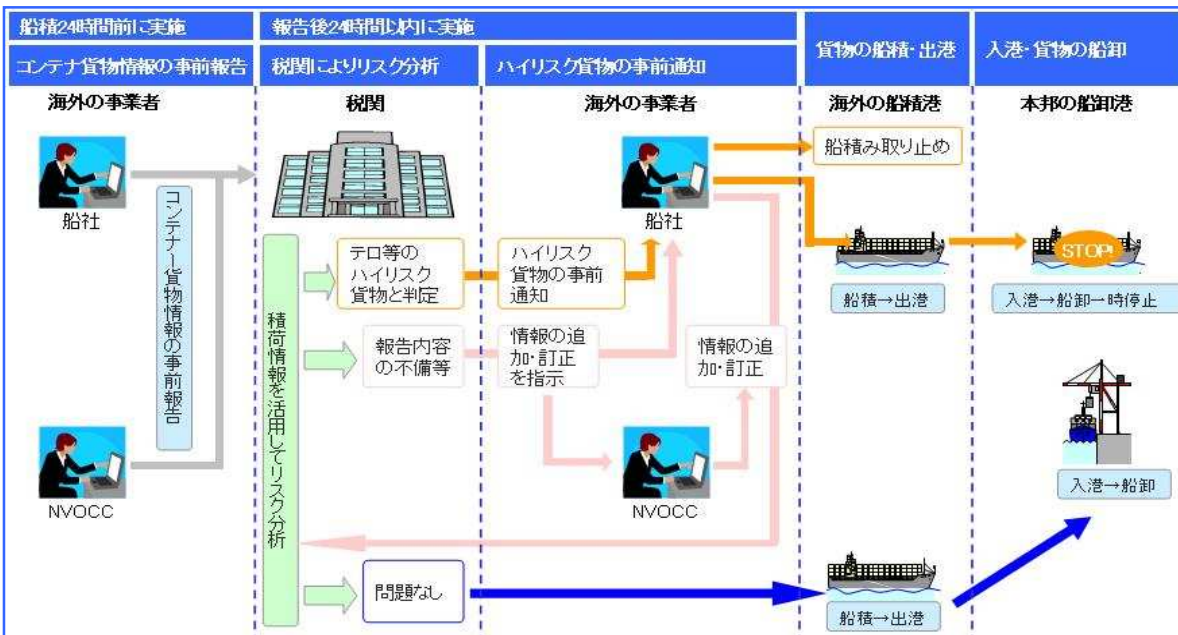 船積24時間前に実施
報告後24時間以内に実施
貨物の船積・出港
入港・貨物の船卸
コンテナ貨物情報の事前報告
税関によりリスク分析
ハイリスク貨物の事前通知
海外の事業者
税関
海外の事業者
海外の船積港
本邦の船卸港
船社
コンテナー貨物情報の事前報告
NVOCC
積荷情報を活用してリスク分析
テロ等の
ハイリスク
貨物と判定
報告内容
の不備等
問題なし
ハイリスク
貨物の事前
通知
情報の追
加・訂正
を指示
船社
情報の追
加・訂正
NVOCC
船積み取り止め
船積→出港
STOP!
入港→船卸一時停止
入港→船卸
船積→出港